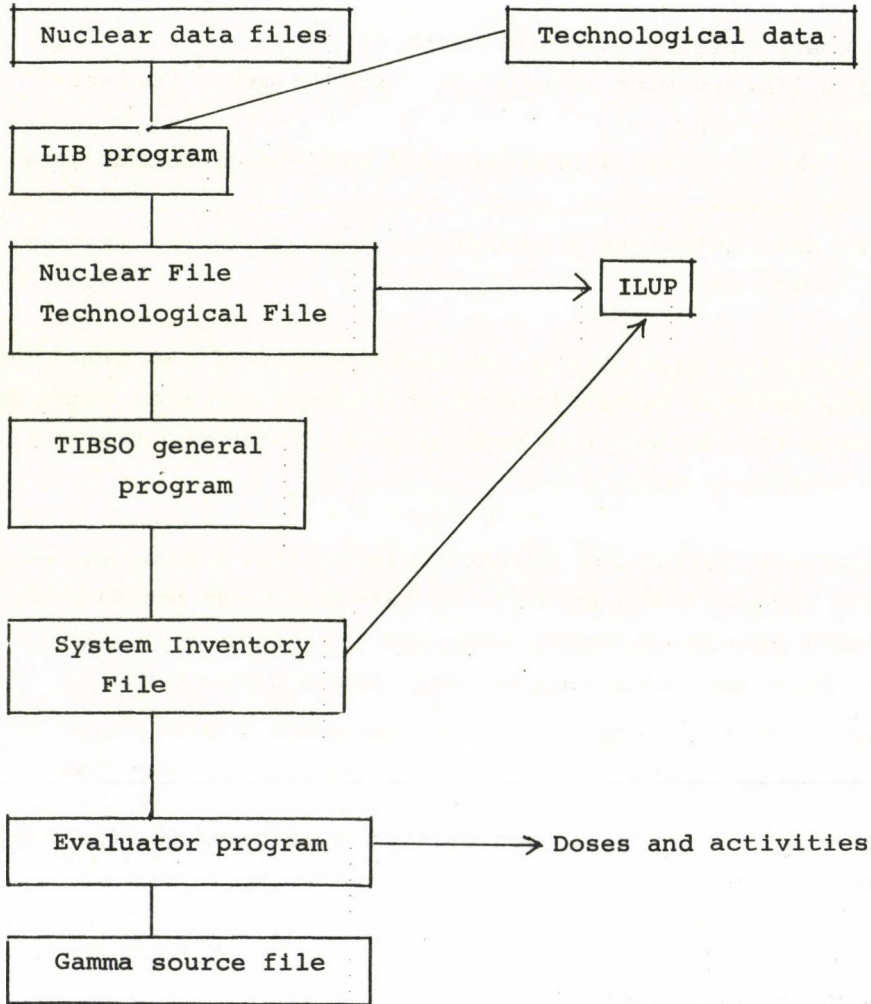 Nuclear data files
Technological data
LIB program
Nuclear File
Technological File
ILUP
TIBSO general
program
System Inventory
File
Evaluator program
Doses and activities
Gamma source file